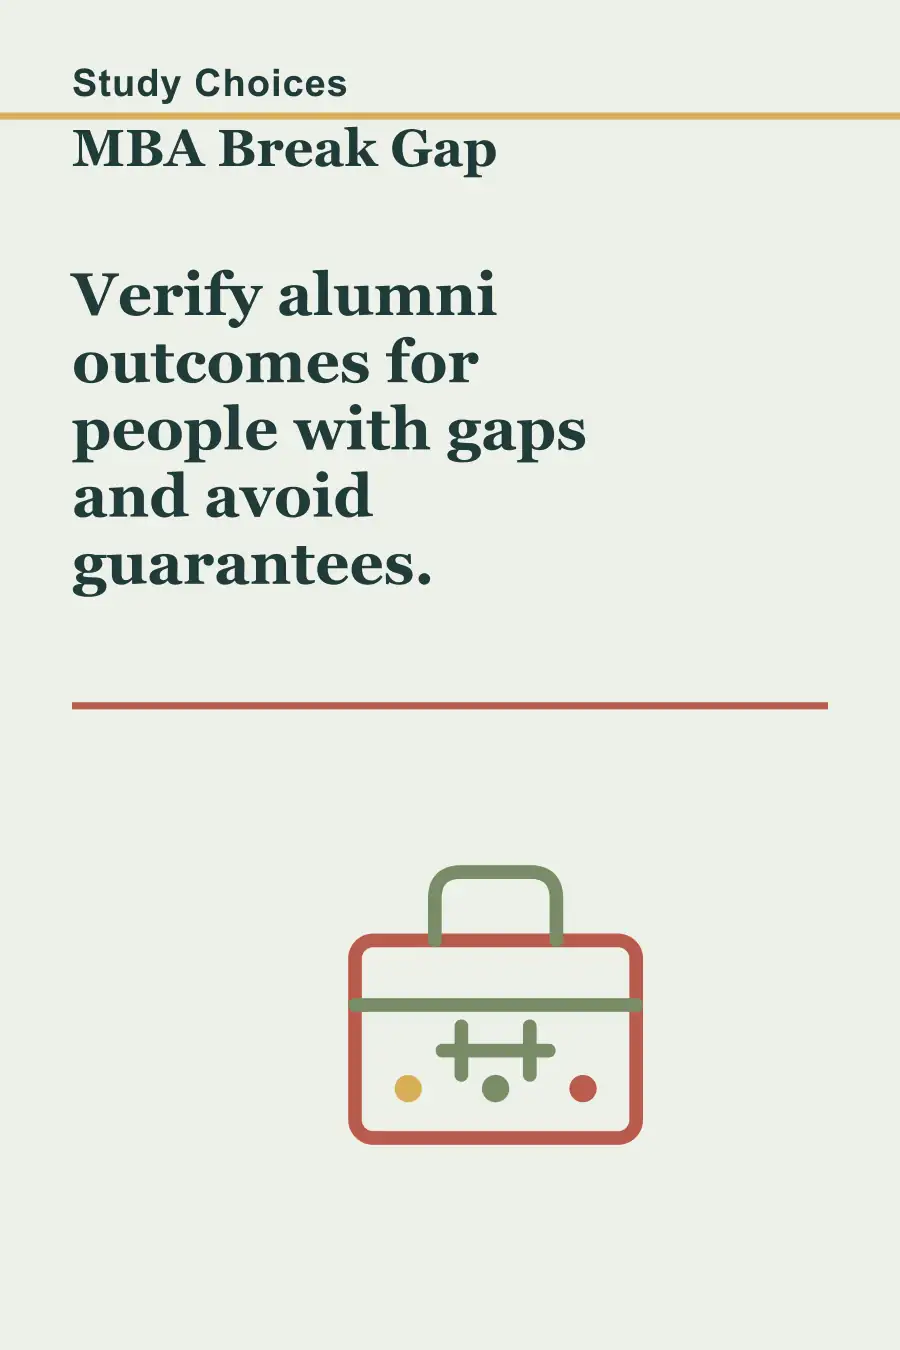 Study Choices
MBA Break Gap
Verify alumni
outcomes for
people with gaps
and avoid
guarantees.